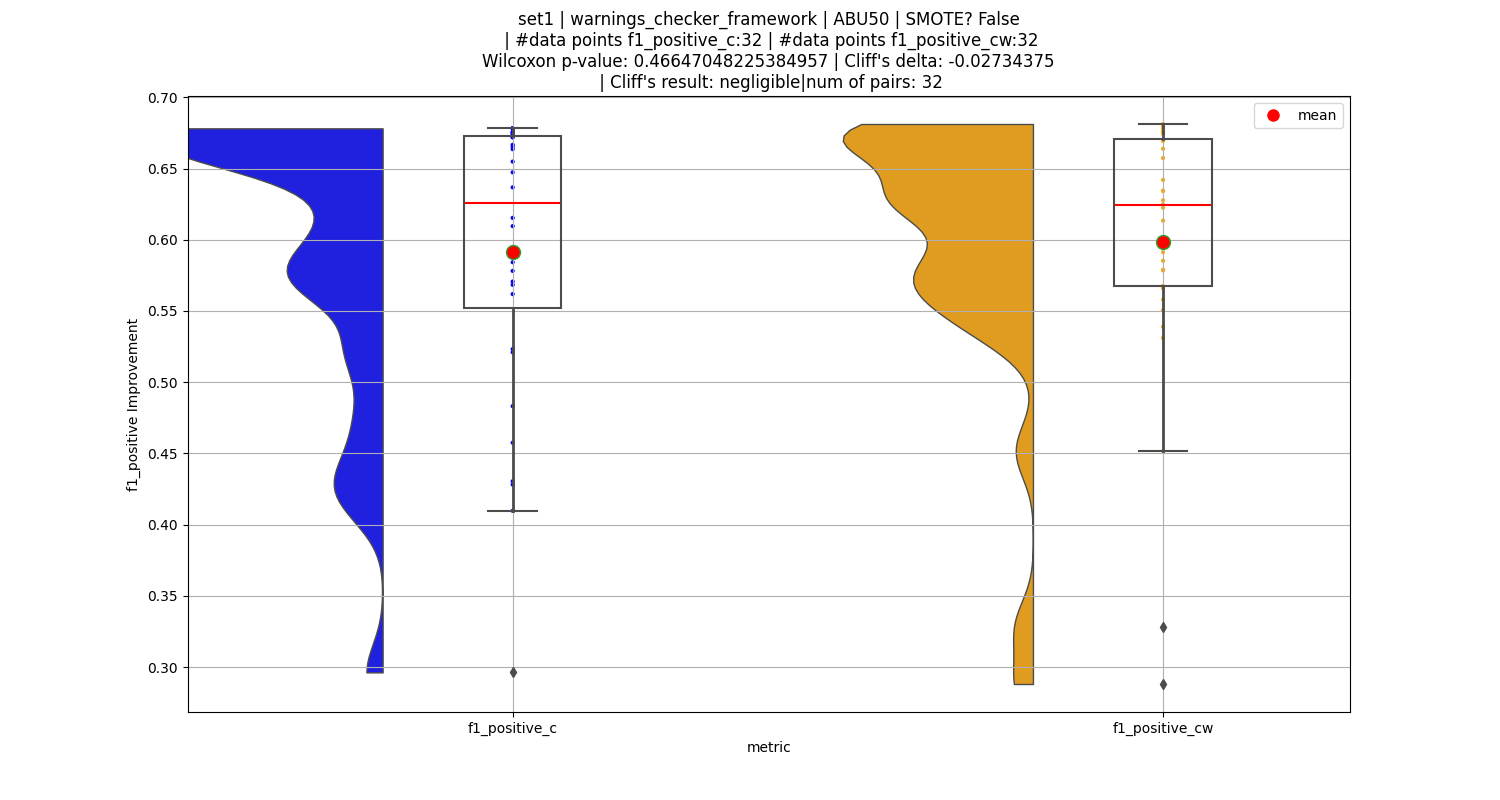 set1 | warnings_checker_framework | ABU50 | SMOTE? False
| #data points f1_positive_c:32 | #data points f1_positive_cw:32
Wilcoxon p-value: 0.46647048225384957 | Cliff's delta: -0.02734375
| Cliff's result: negligible|num of pairs: 32
mean
0.70
0.65
0.60
0.55
0.50
0.45
0.40
0.35
0.30
f1_positive Improvement
f1_positive_c
f1_positive_cw
metric